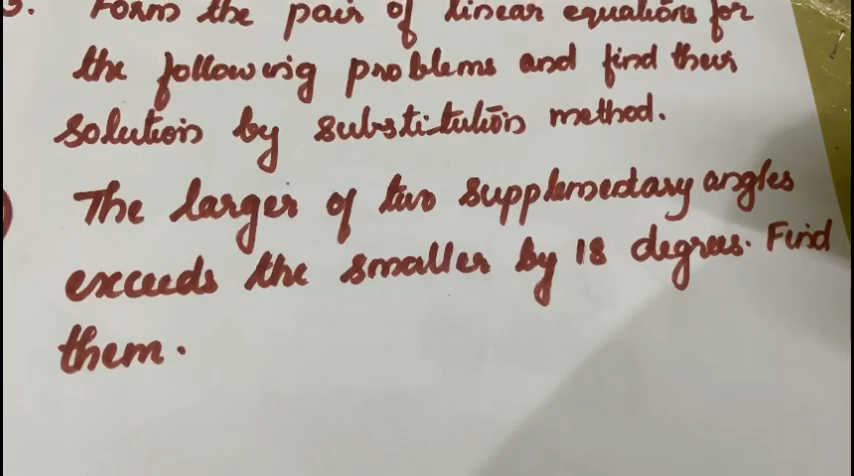 3. Form the pair of linear equations for
the following problems and find their
solution by substitution method.
The larger of two supplementary angles
exceeds the smaller by 18 degrees. Find
them.